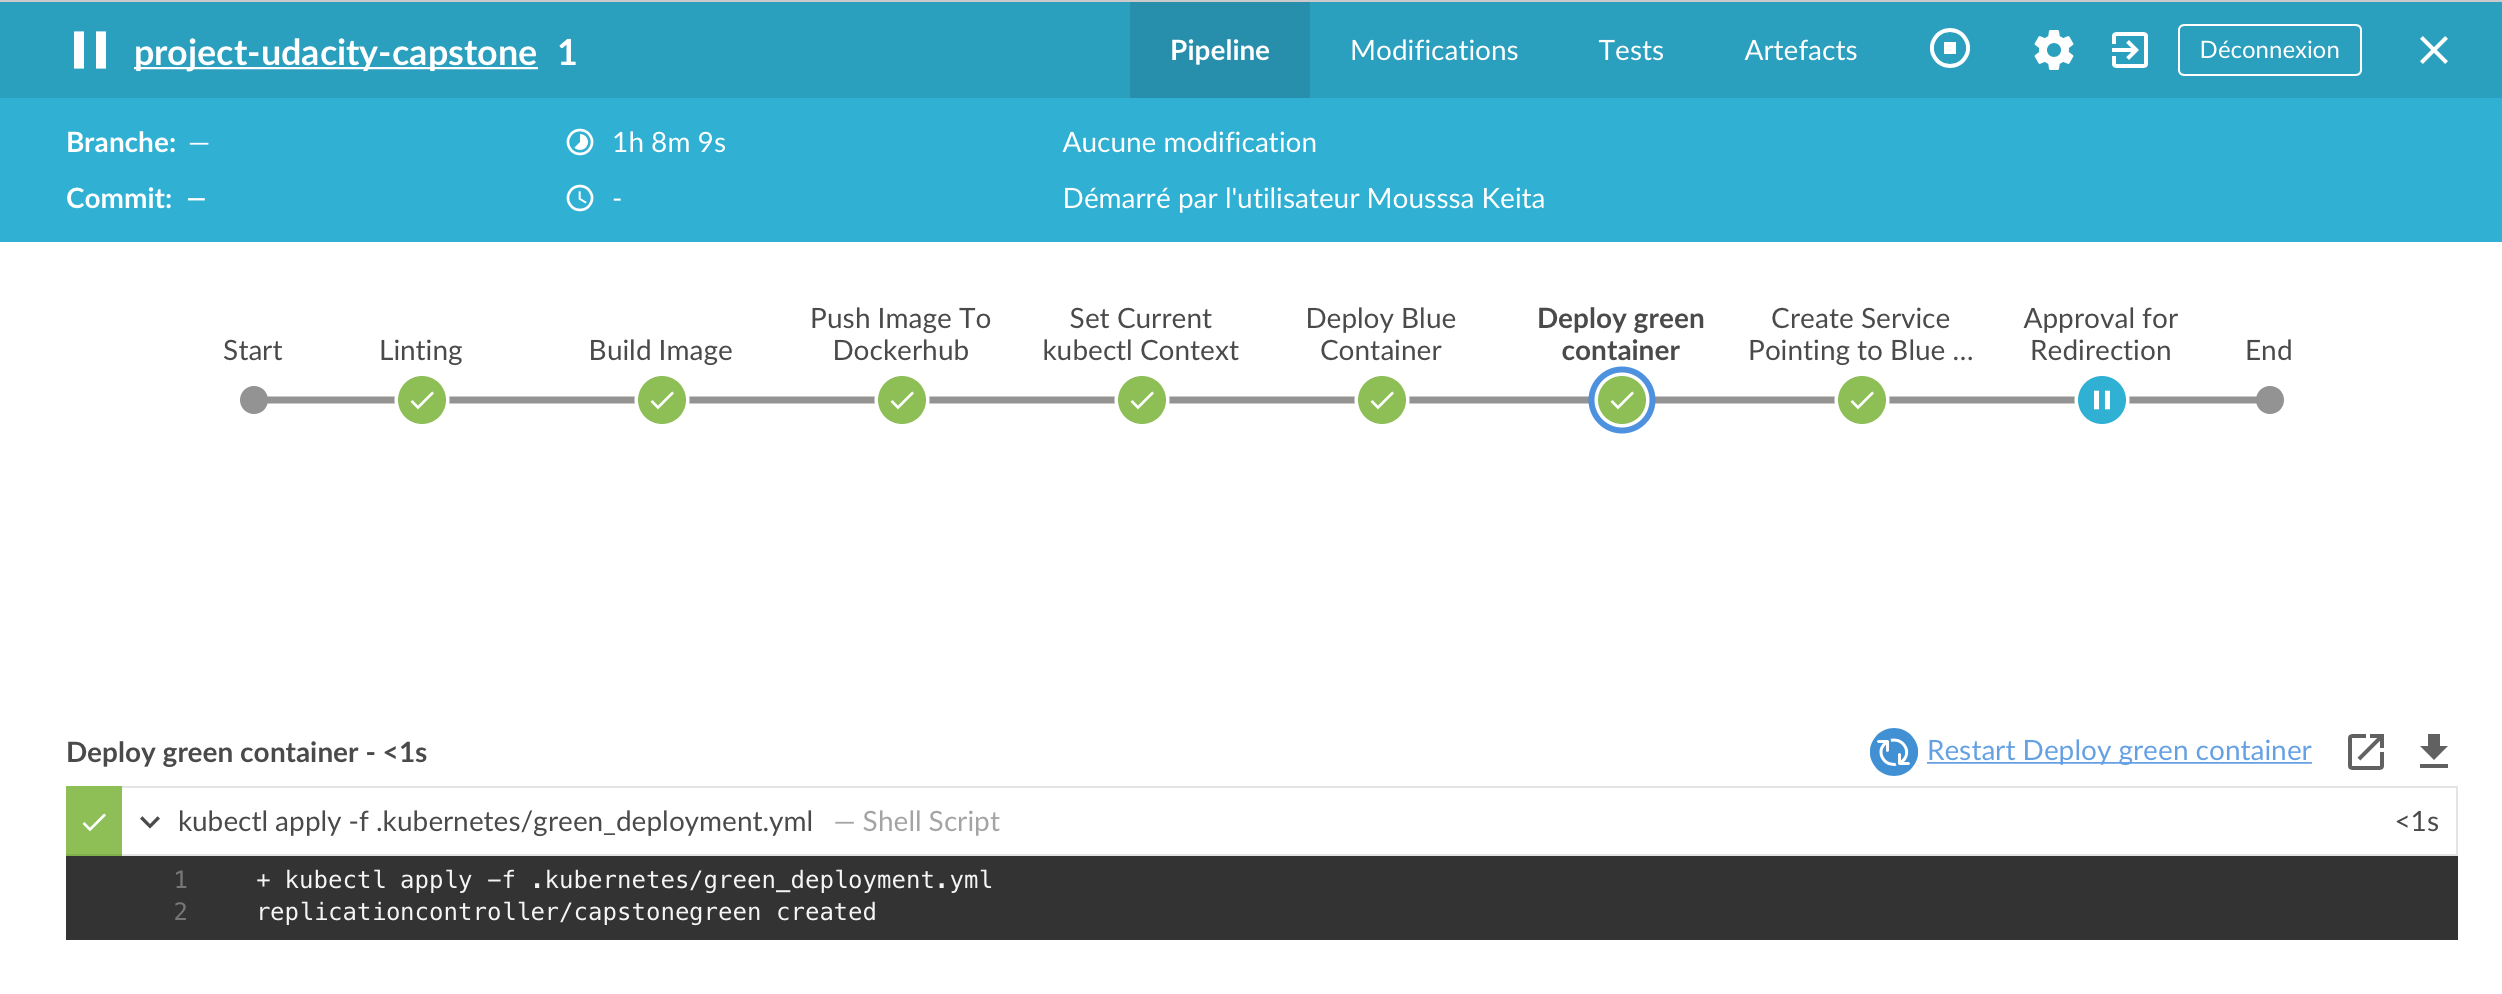 project-udacity-capstone 1
Pipeline
Modifications
Tests
Artefacts
Déconnexion
Branche: —
1h 8m 9s
Aucune modification
Commit: —
-
Démarré par l'utilisateur Mousssa Keita
Start
Linting
Build Image
Push Image To
Dockerhub
Set Current
kubectl Context
Deploy Blue
Container
Deploy green
container
Create Service
Pointing to Blue ...
Approval for
Redirection
End
Deploy green container - <1s
Restart Deploy green container
kubectl apply -f .kubernetes/green_deployment.yml — Shell Script
<1s
1 + kubectl apply -f .kubernetes/green_deployment.yml
2 replicationcontroller/capstonegreen created